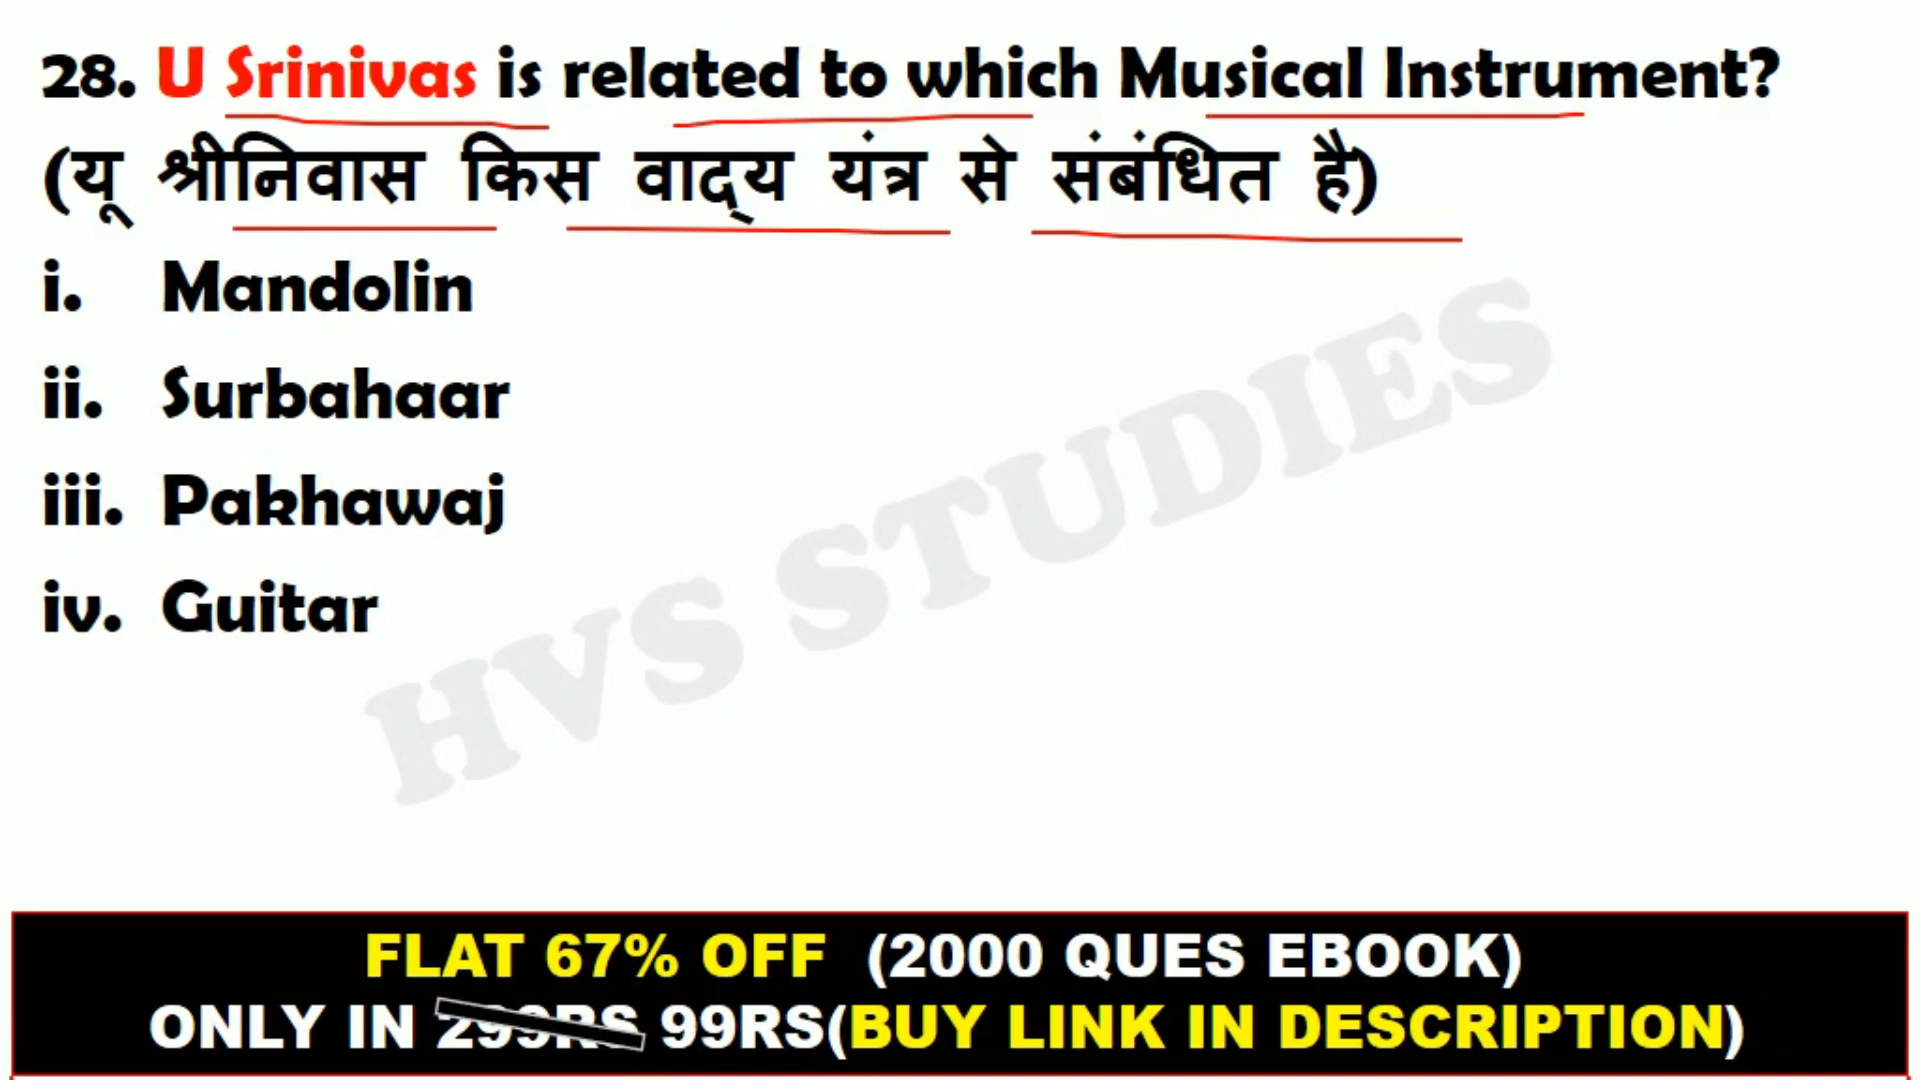 28. U Srinivas is related to which Musical Instrument?
(यू श्रीनिवास किस वाद्य यंत्र से संबंधित है)
i. Mandolin
ii. Surbahaar
iii. Pakhawaj
iv. Guitar
HVS STUDIES
FLAT 67% OFF (2000 QUES EBOOK)
ONLY IN 299RS 99RS(BUY LINK IN DESCRIPTION)